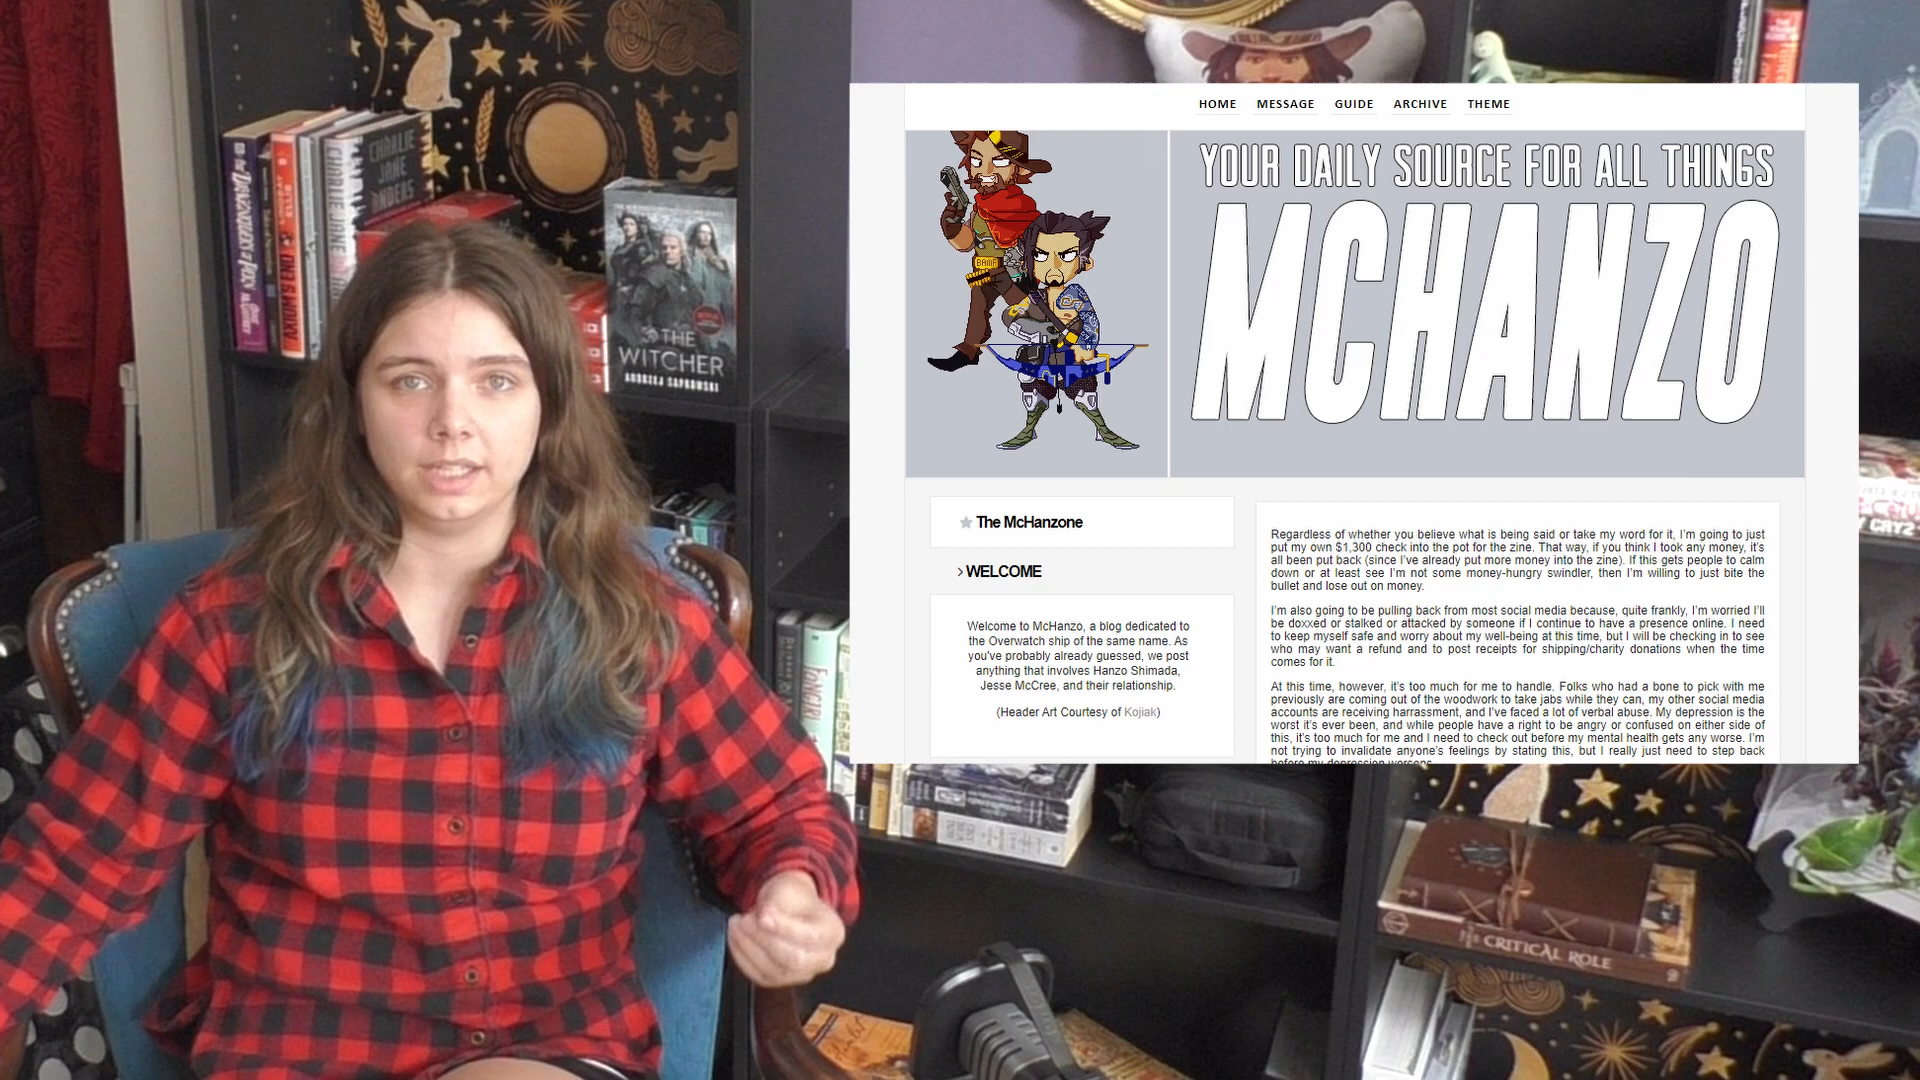 CHARLIE
JANE
ANDERS
AXIOM'S END
THE
WITCHER
ANDRZEJ SAPKOWSKI
HOME MESSAGE GUIDE ARCHIVE THEME
YOUR DAILY SOURCE FOR ALL THINGS
MCHANZO
BAMF
The McHanzone
> WELCOME
Welcome to McHanzo, a blog dedicated to
the Overwatch ship of the same name. As
you've probably already guessed, we post
anything that involves Hanzo Shimada,
Jesse McCree, and their relationship.
(Header Art Courtesy of Kojiak)
Regardless of whether you believe what is being said or take my word for it, I'm going to just
put my own $1,300 check into the pot for the zine. That way, if you think I took any money, it's
all been put back (since I've already put more money into the zine). If this gets people to calm
down or at least see I'm not some money-hungry swindler, then I'm willing to just bite the
bullet and lose out on money.
I'm also going to be pulling back from most social media because, quite frankly, I'm worried I'll
be doxxed or stalked or attacked by someone if I continue to have a presence online. I need
to keep myself safe and worry about my well-being at this time, but I will be checking in to see
who may want a refund and to post receipts for shipping/charity donations when the time
comes for it.
At this time, however, it's too much for me to handle. Folks who had a bone to pick with me
previously are coming out of the woodwork to take jabs while they can, my other social media
accounts are receiving harrassment, and I've faced a lot of verbal abuse. My depression is the
worst it's ever been, and while people have a right to be angry or confused on either side of
this, it's too much for me and I need to check out before my mental health gets any worse. I'm
not trying to invalidate anyone's feelings by stating this, but I really just need to step back
before my depression worsens.
FANGIRL
CRITICAL ROLE